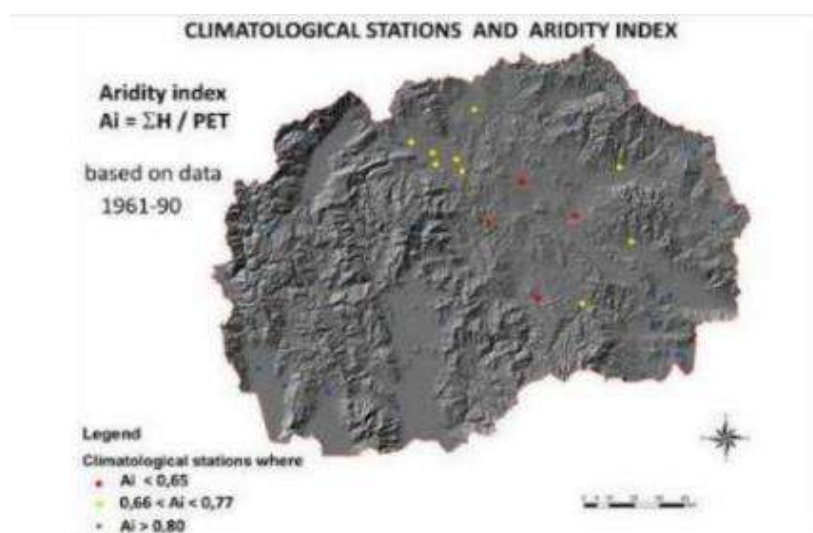 CLIMATOLOGICAL STATIONS AND ARIDITY INDEX
Aridity index
Ai = ΣH / PET
based on data
1961-90
Legend
Climatological stations where
Ai < 0,65
0,66 < Ai < 0,77
Ai > 0,80